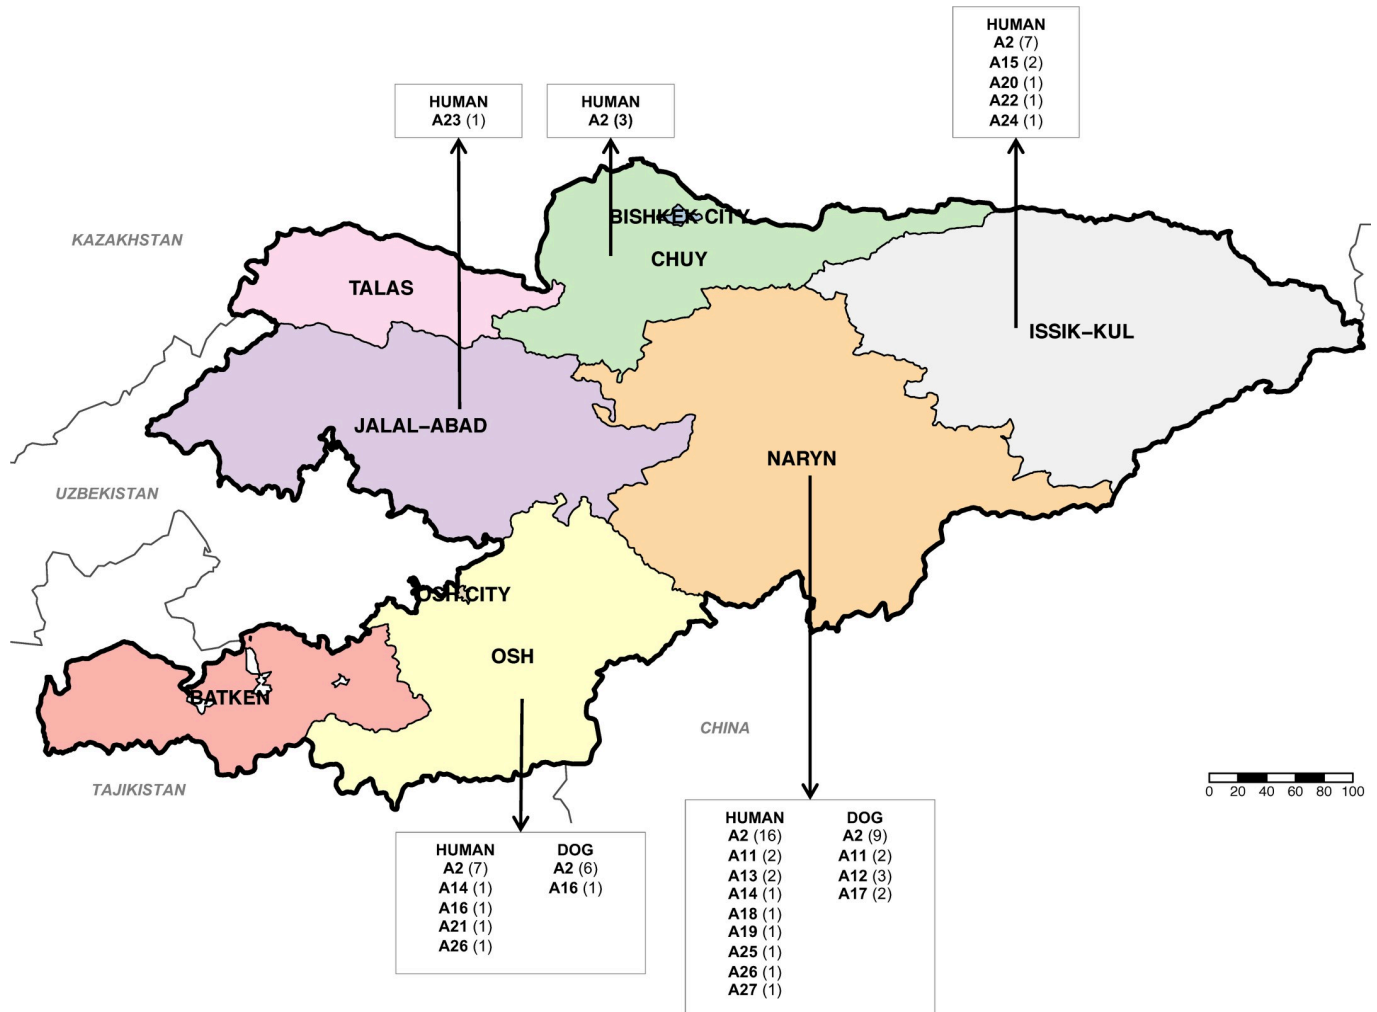 HUMAN
A2 (7)
A15 (2)
A20 (1)
A22 (1)
A24 (1)
HUMAN
A23 (1)
HUMAN
A2 (3)
BISHKEK CITY
KAZAKHSTAN
CHUY
TALAS
ISSIK–KUL
JALAL–ABAD
NARYN
UZBEKISTAN
OSH CITY
OSH
BATKEN
CHINA
TAJIKISTAN
0 20 40 60 80 100
HUMAN DOG
A2 (7) A2 (6)
A14 (1) A16 (1)
A16 (1)
A21 (1)
A26 (1)
HUMAN DOG
A2 (16) A2 (9)
A11 (2) A11 (2)
A13 (2) A12 (3)
A14 (1) A17 (2)
A18 (1)
A19 (1)
A25 (1)
A26 (1)
A27 (1)